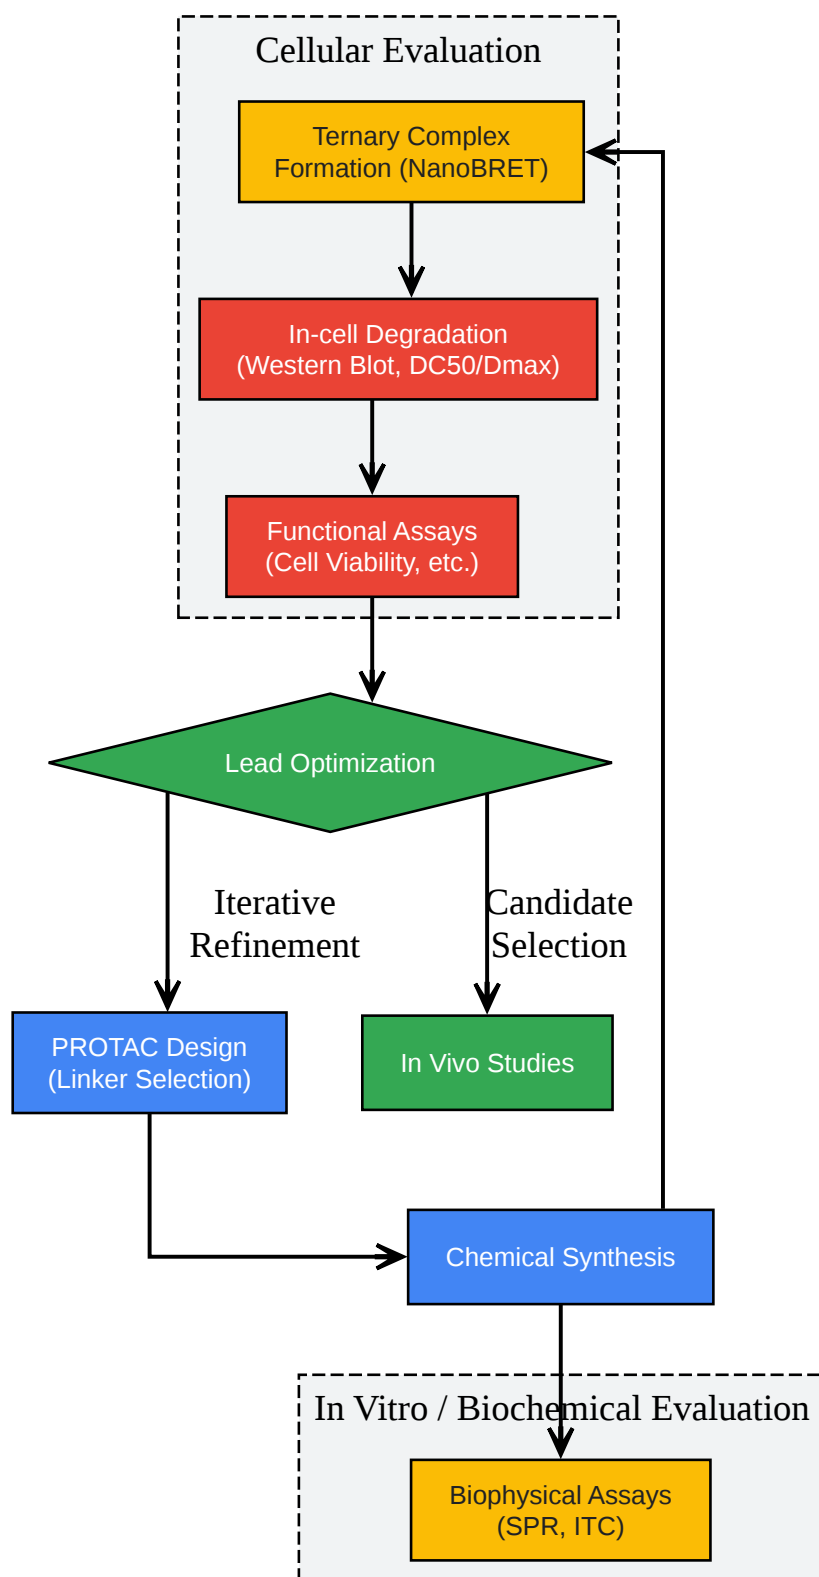 Cellular Evaluation
Ternary Complex
Formation (NanoBRET)
In-cell Degradation
(Western Blot, DC50/Dmax)
Functional Assays
(Cell Viability, etc.)
Lead Optimization
Iterative
Refinement
Candidate
Selection
PROTAC Design
(Linker Selection)
In Vivo Studies
Chemical Synthesis
In Vitro / Biochemical Evaluation
Biophysical Assays
(SPR, ITC)